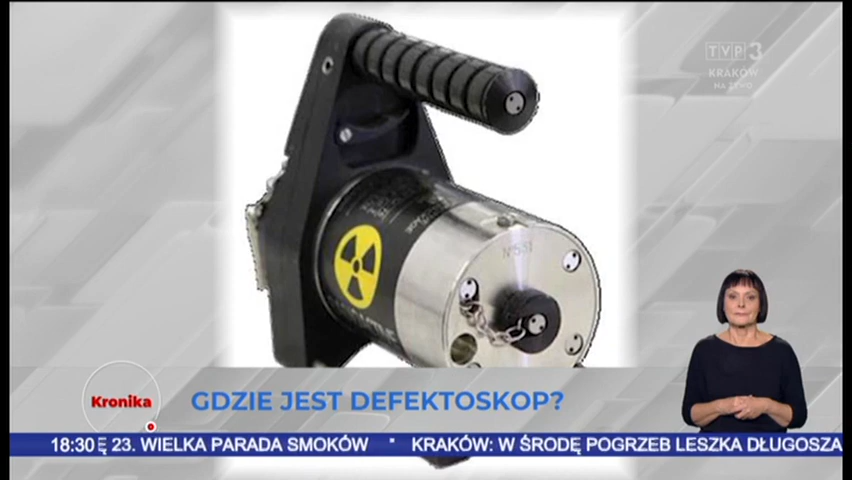 TVP3
KRAKÓW
NA ŻYWO
Kronika
GDZIE JEST DEFEKTOSKOP?
18:30 23. WIELKA PARADA SMOKÓW * KRAKÓW: W ŚRODĘ POGRZEB LESZKA DŁUGOSZA